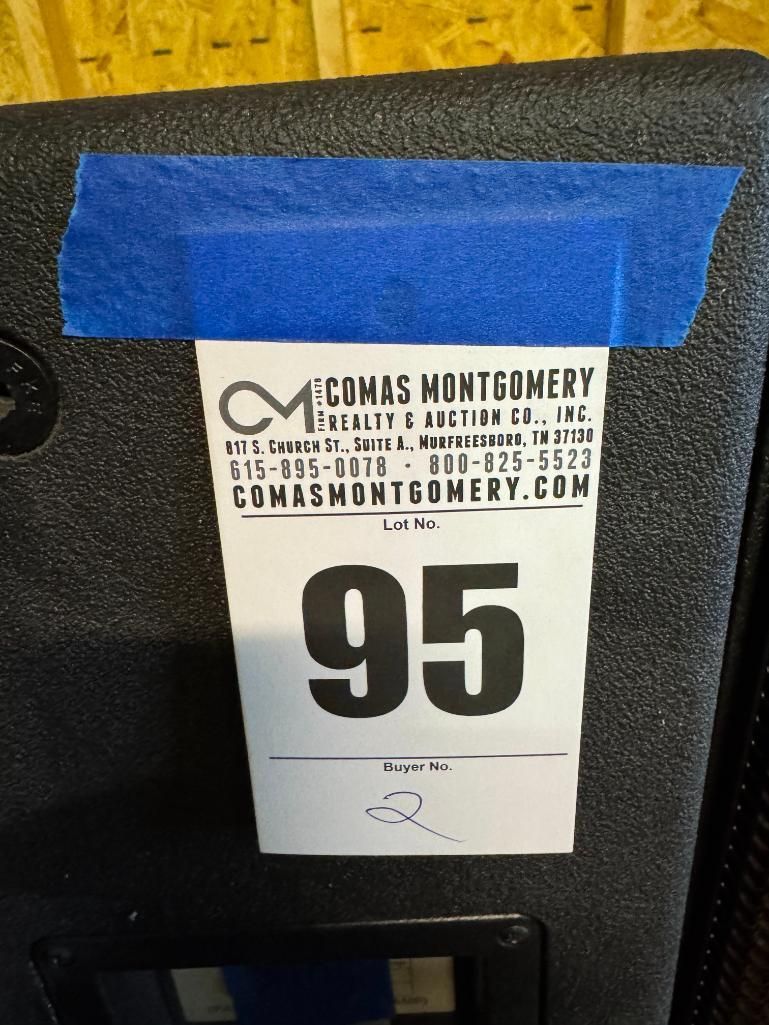 CM FIRM #1478 COMAS MONTGOMERY
REALTY & AUCTION CO., INC.
817 S. CHURCH ST., SUITE A., MURFREESBORO, TN 37130
615-895-0078 · 800-825-5523
COMASMONTGOMERY.COM
Lot No.
95
Buyer No.
2